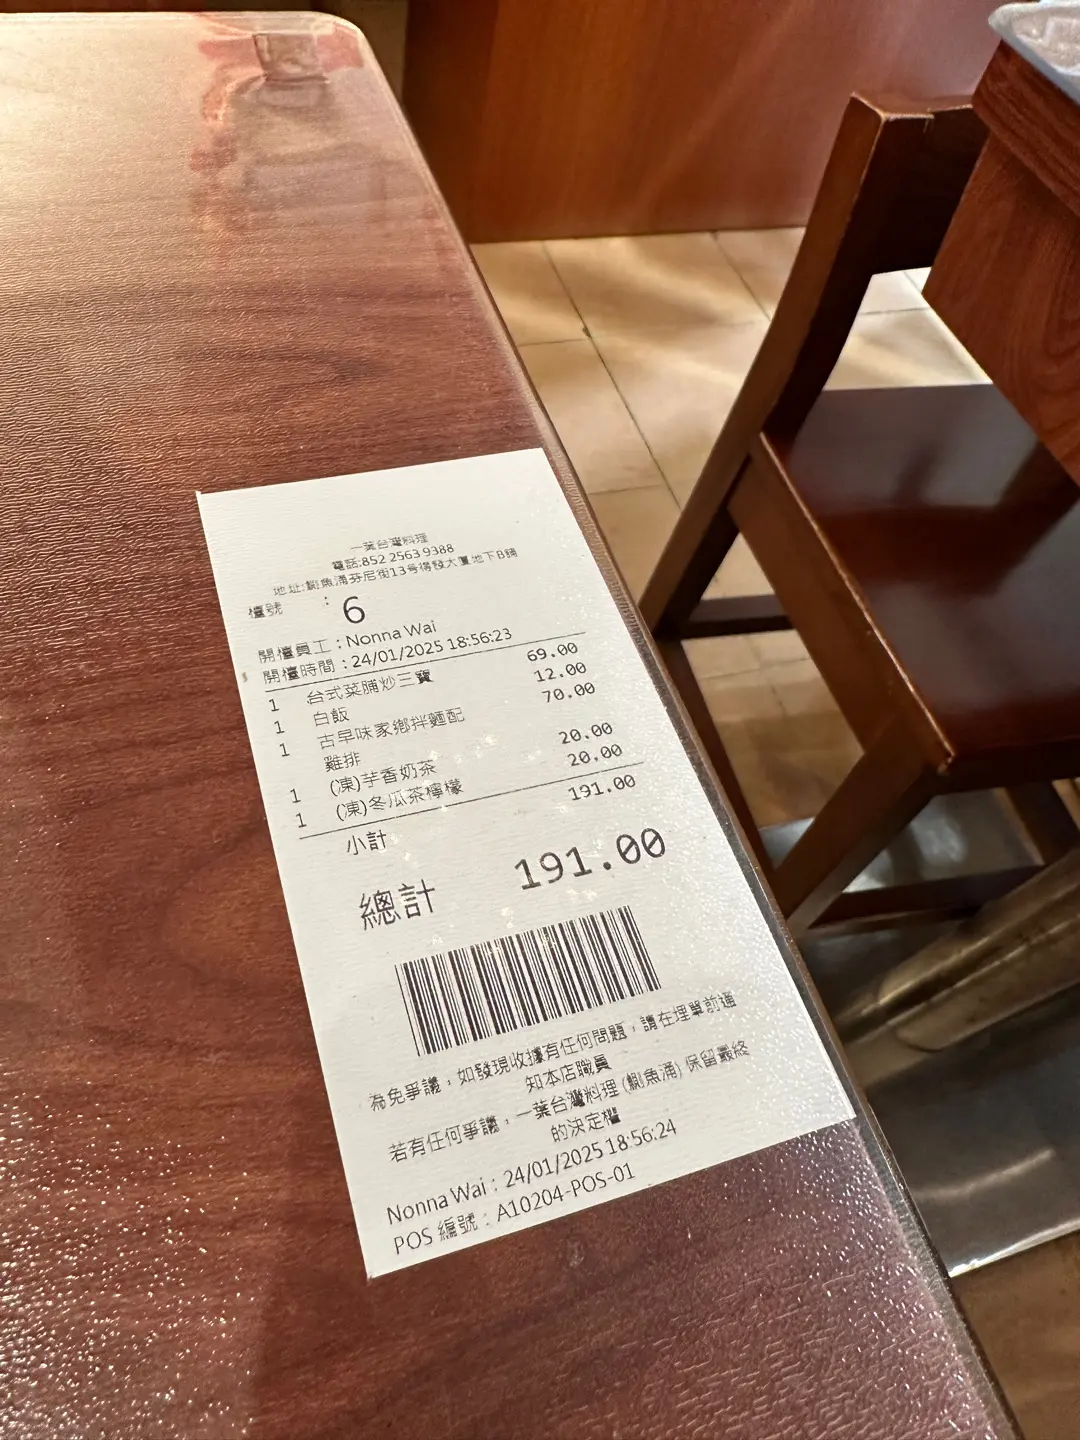 一葉台灣料理
電話:852 2563 9388
地址:鰂魚涌芬尼街13号得發大廈地下B鋪
檯號 : 6
開檯員工 : Nonna Wai
開檯時間 : 24/01/2025 18:56:23
1 台式菜脯炒三寶 69.00
1 白飯 12.00
1 古早味家鄉拌麵配 70.00
雞排
1 (凍)芋香奶茶 20.00
1 (凍)冬瓜茶檸檬 20.00
小計 191.00
總計 191.00
為免爭議，如發現收據有任何問題，請在埋單前通
知本店職員
若有任何爭議，一葉台灣料理 (鰂魚涌) 保留最終
的決定權
Nonna Wai : 24/01/2025 18:56:24
POS 編號 : A10204-POS-01